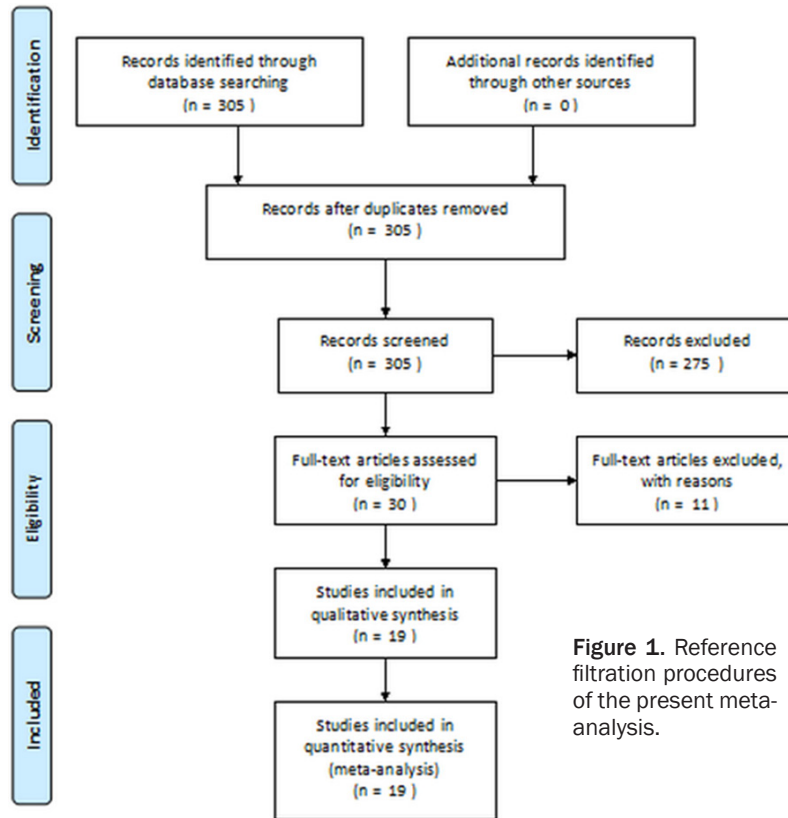 Identification
Records identified through
database searching
(n = 305 )
Additional records identified
through other sources
(n = 0 )
Records after duplicates removed
(n = 305 )
Screening
Records screened
(n = 305 )
Records excluded
(n = 275 )
Eligibility
Full-text articles assessed
for eligibility
(n = 30 )
Full-text articles excluded,
with reasons
(n = 11 )
Studies included in
qualitative synthesis
(n = 19 )
Included
Studies included in
quantitative synthesis
(meta-analysis)
(n = 19 )
Figure 1. Reference
filtration procedures
of the present meta-
analysis.